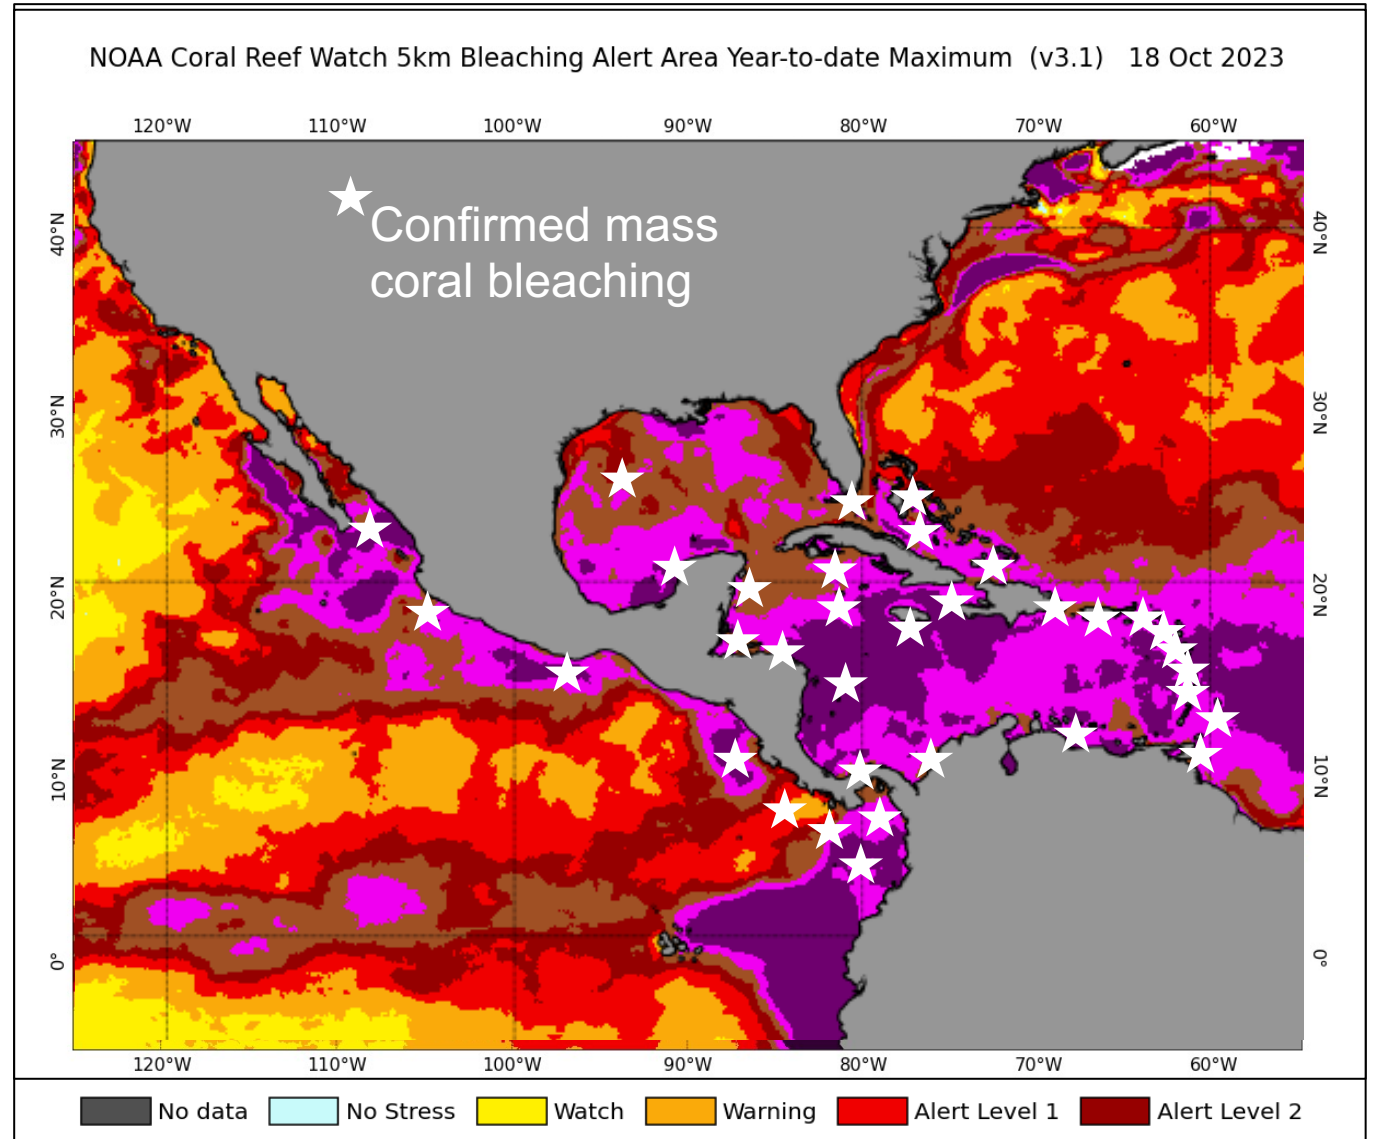 NOAA Coral Reef Watch 5km Bleaching Alert Area Year-to-date Maximum (v3.1) 18 Oct 2023
120°W 110°W 100°W 90°W 80°W 70°W 60°W
Confirmed mass
coral bleaching
40°N 40°N
30°N 30°N
20°N 20°N
10°N 10°N
0° 0°
120°W 110°W 100°W 90°W 80°W 70°W 60°W
No data No Stress Watch Warning Alert Level 1 Alert Level 2